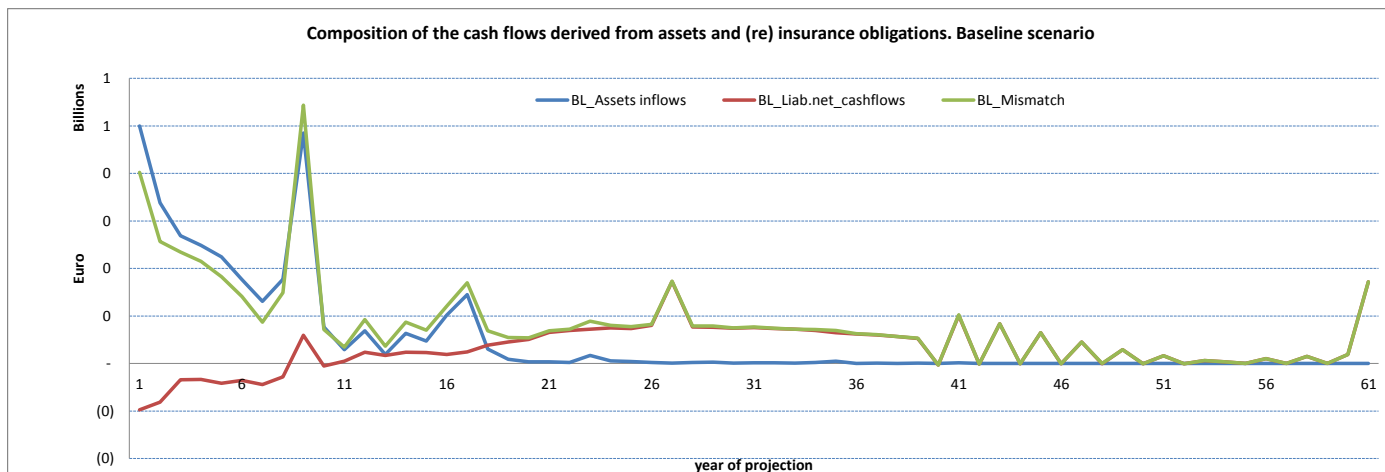 Composition of the cash flows derived from assets and (re) insurance obligations. Baseline scenario
Billions
Euro
BL_Assets inflows BL_Liab.net_cashflows BL_Mismatch
1
1
0
0
0
0
-
(0)
(0)
1 6 11 16 21 26 31 36 41 46 51 56 61
year of projection